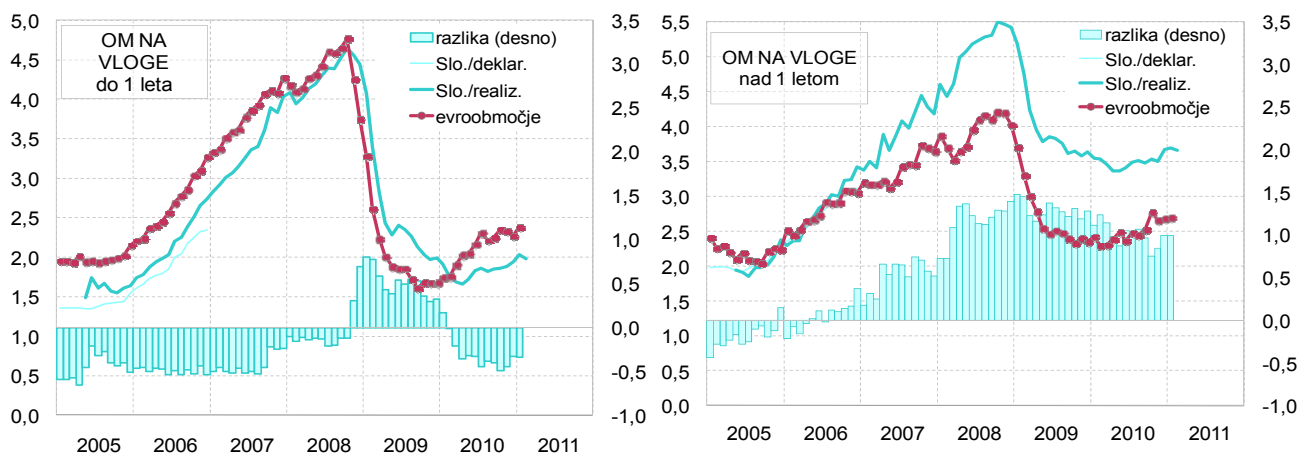 5,0
4,5
4,0
3,5
3,0
2,5
2,0
1,5
1,0
0,5
0,0
OM NA
VLOGE
do 1 leta
razlika (desno)
Slo./deklar.
Slo./realiz.
evroobmočje
3,5
3,0
2,5
2,0
1,5
1,0
0,5
0,0
-0,5
-1,0
2005 2006 2007 2008 2009 2010 2011
5,5
5,0
4,5
4,0
3,5
3,0
2,5
2,0
1,5
1,0
0,5
0,0
OM NA VLOGE
nad 1 letom
razlika (desno)
Slo./deklar.
Slo./realiz.
evroobmočje
3,5
3,0
2,5
2,0
1,5
1,0
0,5
0,0
-0,5
-1,0
2005 2006 2007 2008 2009 2010 2011